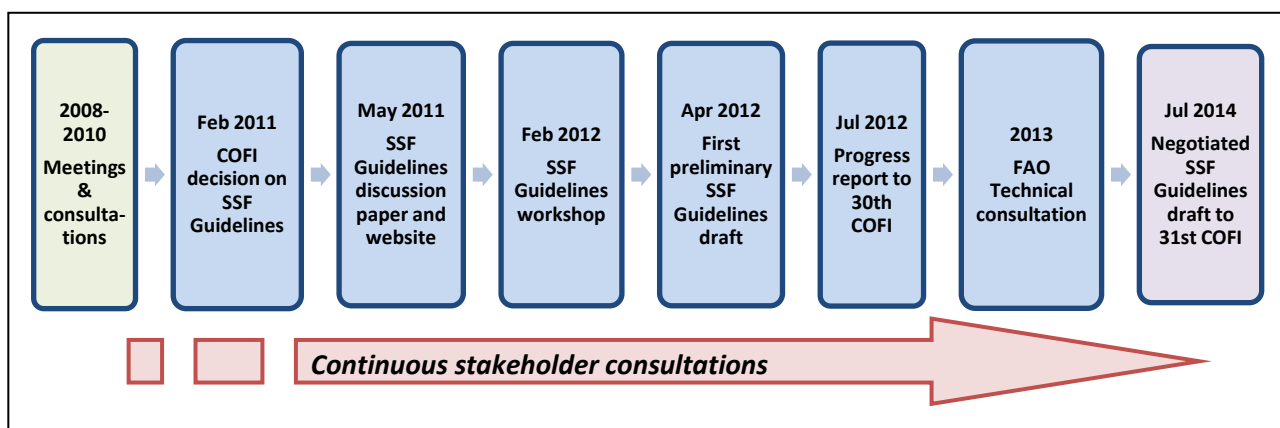 2008-
2010
Meetings
&
consulta-
tions
Feb 2011
COFI
decision on
SSF
Guidelines
May 2011
SSF
Guidelines
discussion
paper and
website
Feb 2012
SSF
Guidelines
workshop
Apr 2012
First
preliminary
SSF
Guidelines
draft
Jul 2012
Progress
report to
30th
COFI
2013
FAO
Technical
consultation
Jul 2014
Negotiated
SSF
Guidelines
draft to
31st COFI
Continuous stakeholder consultations